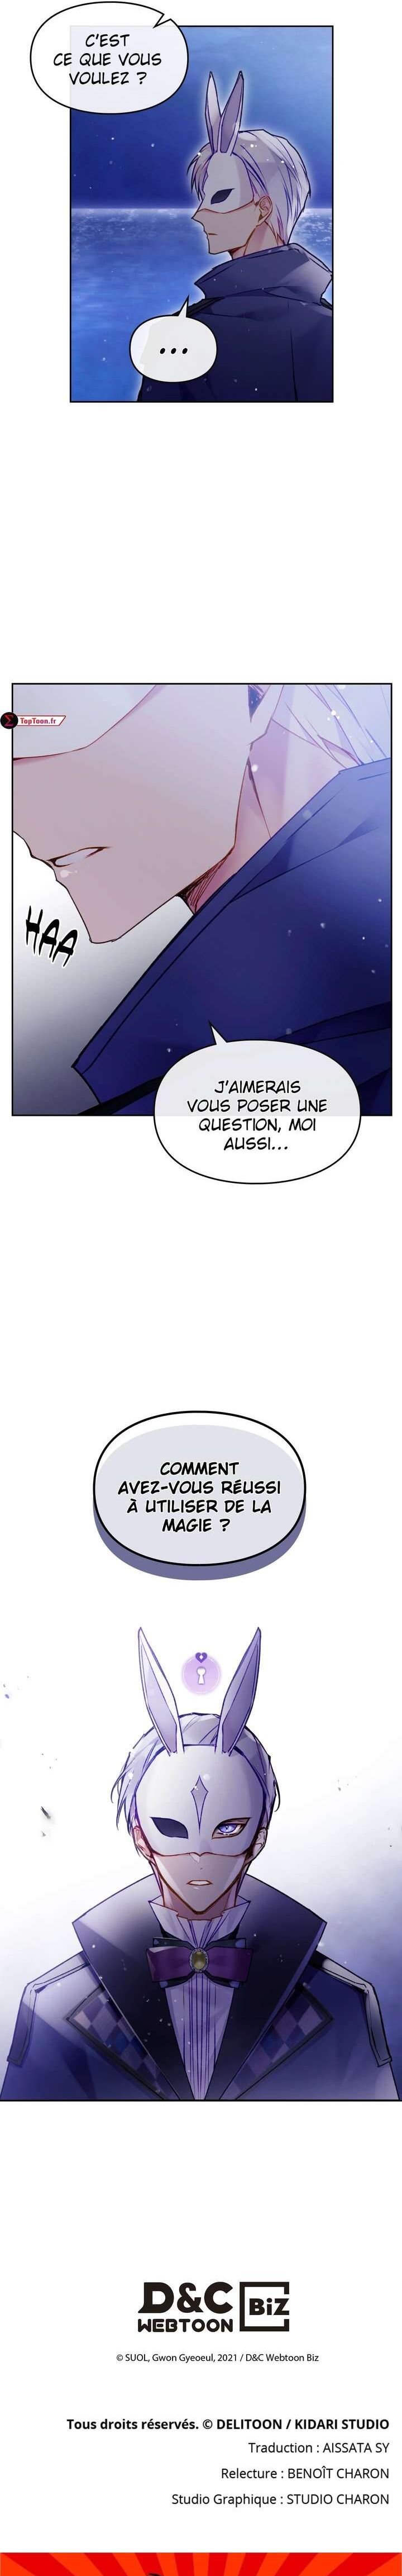 C'EST
CE QUE VOUS
VOULEZ ?
...
TopToon.fr
HAA
J'AIMERAIS
VOUS POSER UNE
QUESTION, MOI
AUSSI...
COMMENT
AVEZ-VOUS RÉUSSI
À UTILISER DE LA
MAGIE ?
D&C
WEBTOON
BiZ
© SUOL, Gwon Gyeoeul, 2021 / D&C Webtoon Biz
Tous droits réservés. © DELITOON / KIDARI STUDIO
Traduction : AISSATA SY
Relecture : BENOÎT CHARON
Studio Graphique : STUDIO CHARON